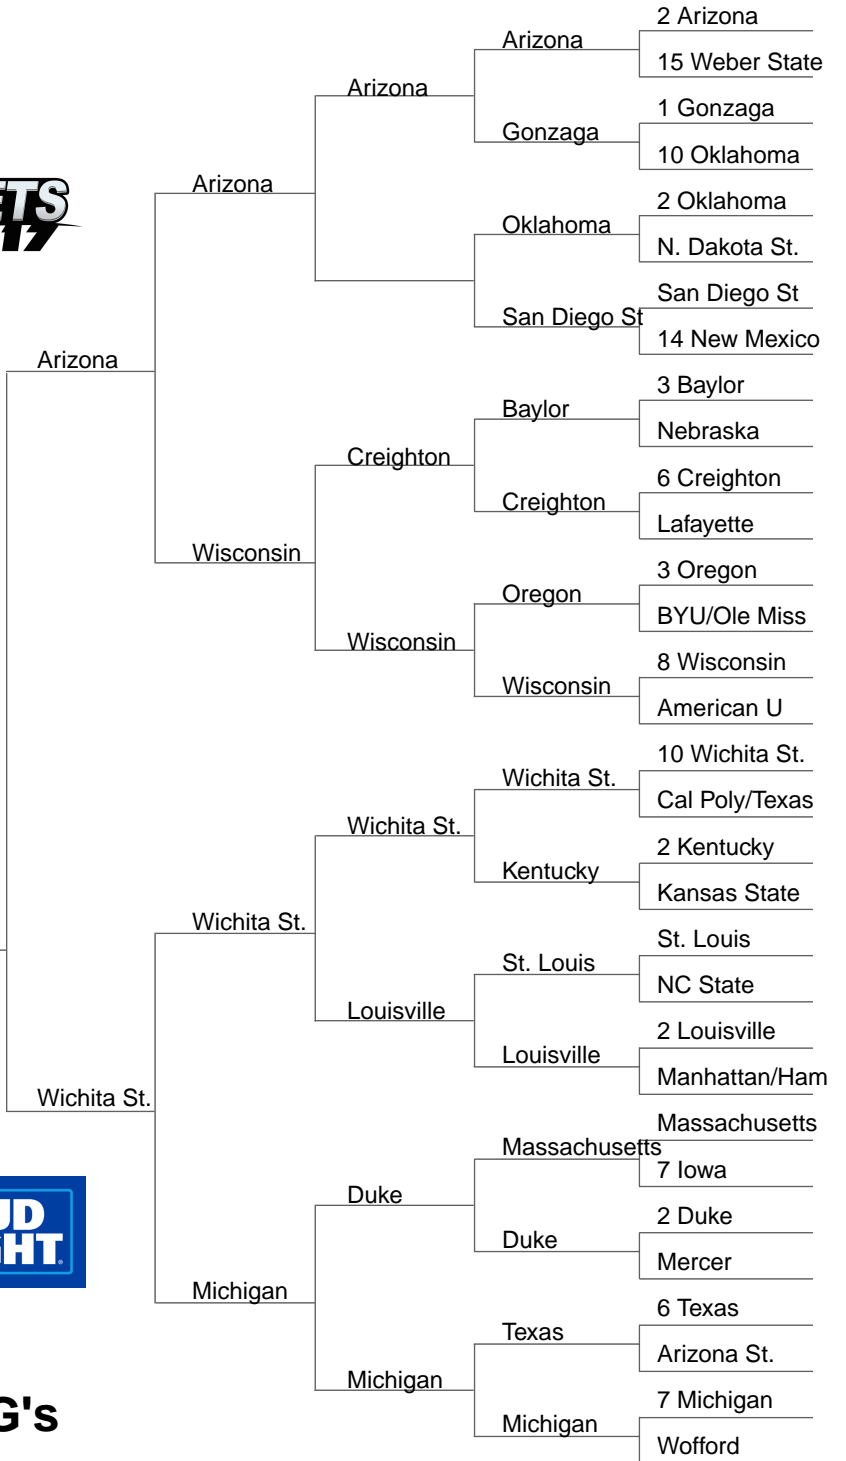 2 Arizona
Arizona
15 Weber State
Arizona
1 Gonzaga
Gonzaga
10 Oklahoma
Arizona
2 Oklahoma
Oklahoma
N. Dakota St.
San Diego St
San Diego St
14 New Mexico
Arizona
3 Baylor
Baylor
Nebraska
Creighton
6 Creighton
Creighton
Lafayette
Wisconsin
3 Oregon
Oregon
BYU/Ole Miss
Wisconsin
8 Wisconsin
Wisconsin
American U
10 Wichita St.
Wichita St.
Cal Poly/Texas
Wichita St.
2 Kentucky
Kentucky
Kansas State
Wichita St.
St. Louis
St. Louis
NC State
Louisville
2 Louisville
Louisville
Manhattan/Ham
Wichita St.
Massachusetts
Massachusetts
7 Iowa
Duke
2 Duke
Duke
Mercer
Michigan
6 Texas
Texas
Arizona St.
Michigan
7 Michigan
Michigan
Wofford
G's